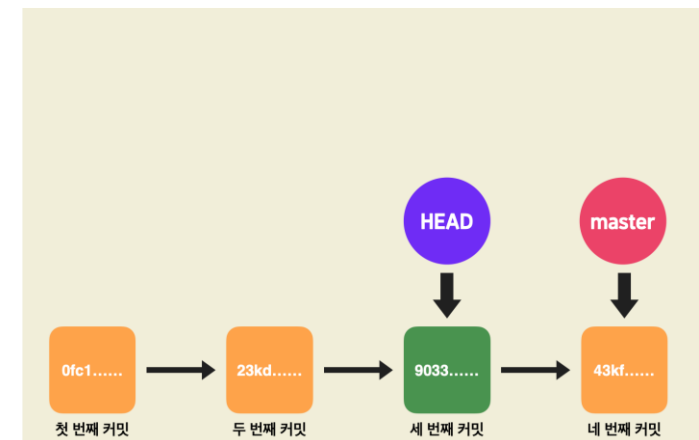 HEAD
master
0fc1......
23kd......
9033......
43kf......
첫 번째 커밋
두 번째 커밋
세 번째 커밋
네 번째 커밋